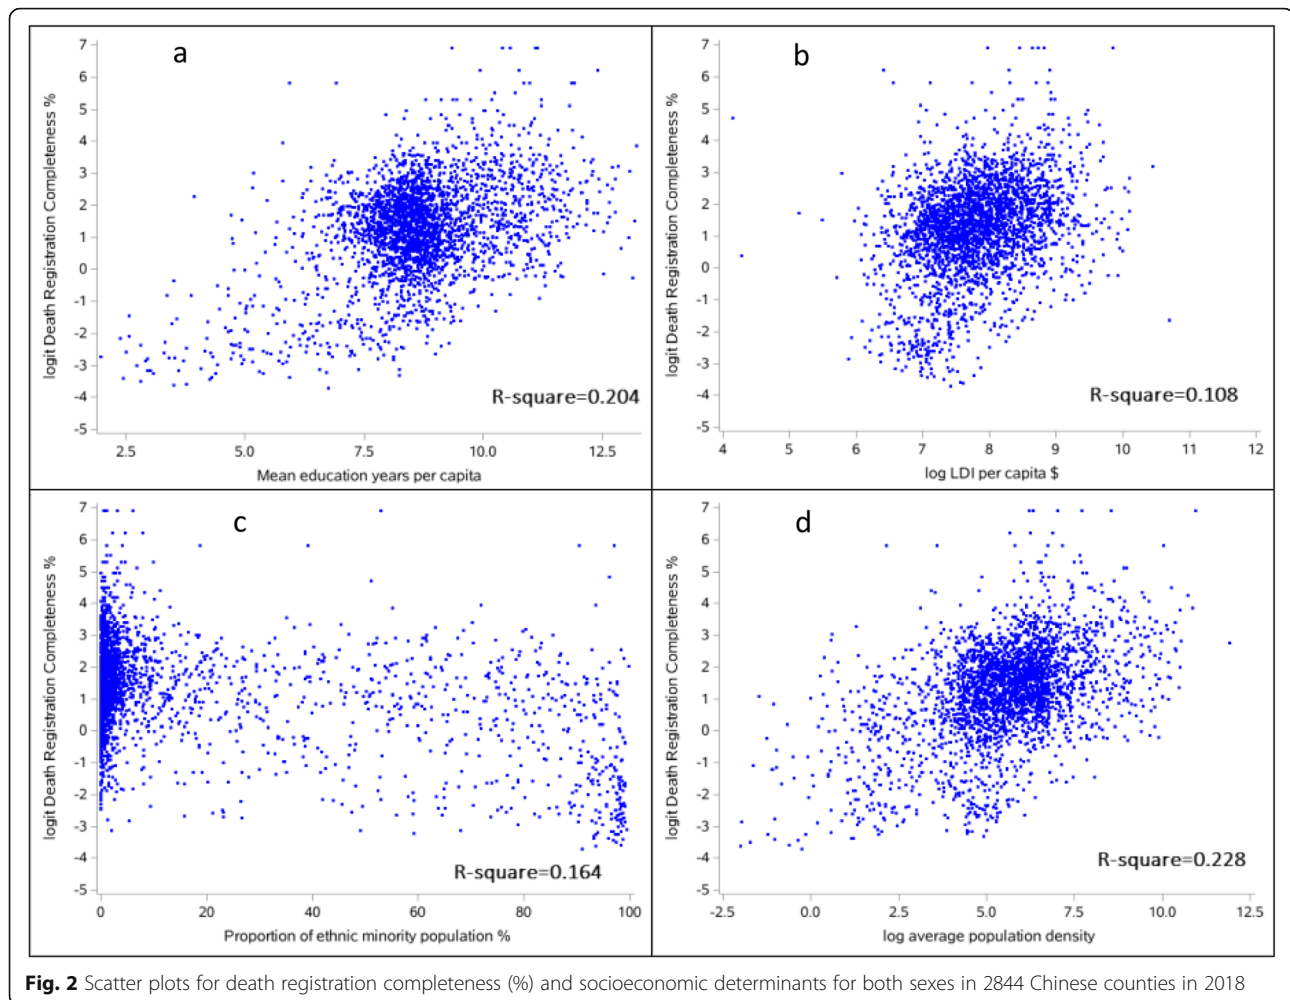 a
logit Death Registration Completeness %
7
6
5
4
3
2
1
0
-1
-2
-3
-4
-5
R-square=0.204
2.5 5.0 7.5 10.0 12.5
Mean education years per capita
b
logit Death Registration Completeness %
7
6
5
4
3
2
1
0
-1
-2
-3
-4
-5
R-square=0.108
4 5 6 7 8 9 10 11 12
log LDI per capita $
c
logit Death Registration Completeness %
7
6
5
4
3
2
1
0
-1
-2
-3
-4
-5
R-square=0.164
0 20 40 60 80 100
Proportion of ethnic minority population %
d
logit Death Registration Completeness %
7
6
5
4
3
2
1
0
-1
-2
-3
-4
-5
R-square=0.228
-2.5 0.0 2.5 5.0 7.5 10.0 12.5
log average population density
Fig. 2 Scatter plots for death registration completeness (%) and socioeconomic determinants for both sexes in 2844 Chinese counties in 2018